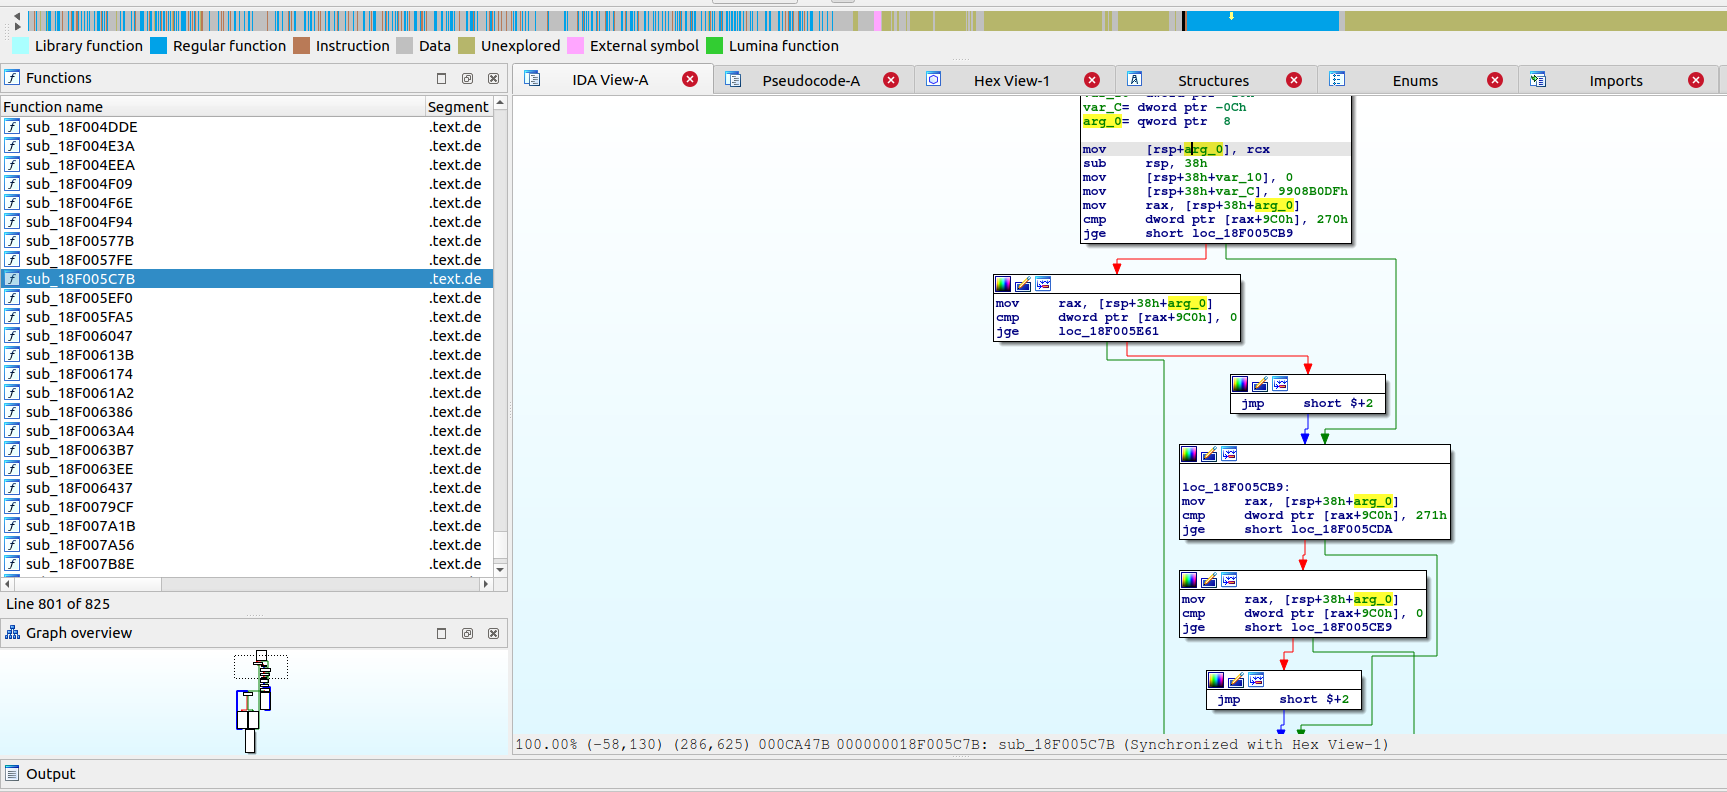 Library function Regular function Instruction Data Unexplored External symbol Lumina function
Functions
Function name Segment
sub_18F004DDE .text.de
sub_18F004E3A .text.de
sub_18F004EEA .text.de
sub_18F004F09 .text.de
sub_18F004F6E .text.de
sub_18F004F94 .text.de
sub_18F00577B .text.de
sub_18F0057FE .text.de
sub_18F005C7B .text.de
sub_18F005EF0 .text.de
sub_18F005FA5 .text.de
sub_18F006047 .text.de
sub_18F00613B .text.de
sub_18F006174 .text.de
sub_18F0061A2 .text.de
sub_18F006386 .text.de
sub_18F0063A4 .text.de
sub_18F0063B7 .text.de
sub_18F0063EE .text.de
sub_18F006437 .text.de
sub_18F0079CF .text.de
sub_18F007A1B .text.de
sub_18F007A56 .text.de
sub_18F007B8E .text.de
Line 801 of 825
Graph overview
IDA View-A Pseudocode-A Hex View-1 Structures Enums Imports
var_C= dword ptr -0Ch
arg_0= qword ptr 8
mov [rsp+arg_0], rcx
sub rsp, 38h
mov [rsp+38h+var_10], 0
mov [rsp+38h+var_C], 9908B0DFh
mov rax, [rsp+38h+arg_0]
cmp dword ptr [rax+9C0h], 270h
jge short loc_18F005CB9
mov rax, [rsp+38h+arg_0]
cmp dword ptr [rax+9C0h], 0
jge loc_18F005E61
jmp short $+2
loc_18F005CB9:
mov rax, [rsp+38h+arg_0]
cmp dword ptr [rax+9C0h], 271h
jge short loc_18F005CDA
mov rax, [rsp+38h+arg_0]
cmp dword ptr [rax+9C0h], 0
jge short loc_18F005CE9
jmp short $+2
100.00% (-58,130) (286,625) 000CA47B 000000018F005C7B: sub_18F005C7B (Synchronized with Hex View-1)
Output